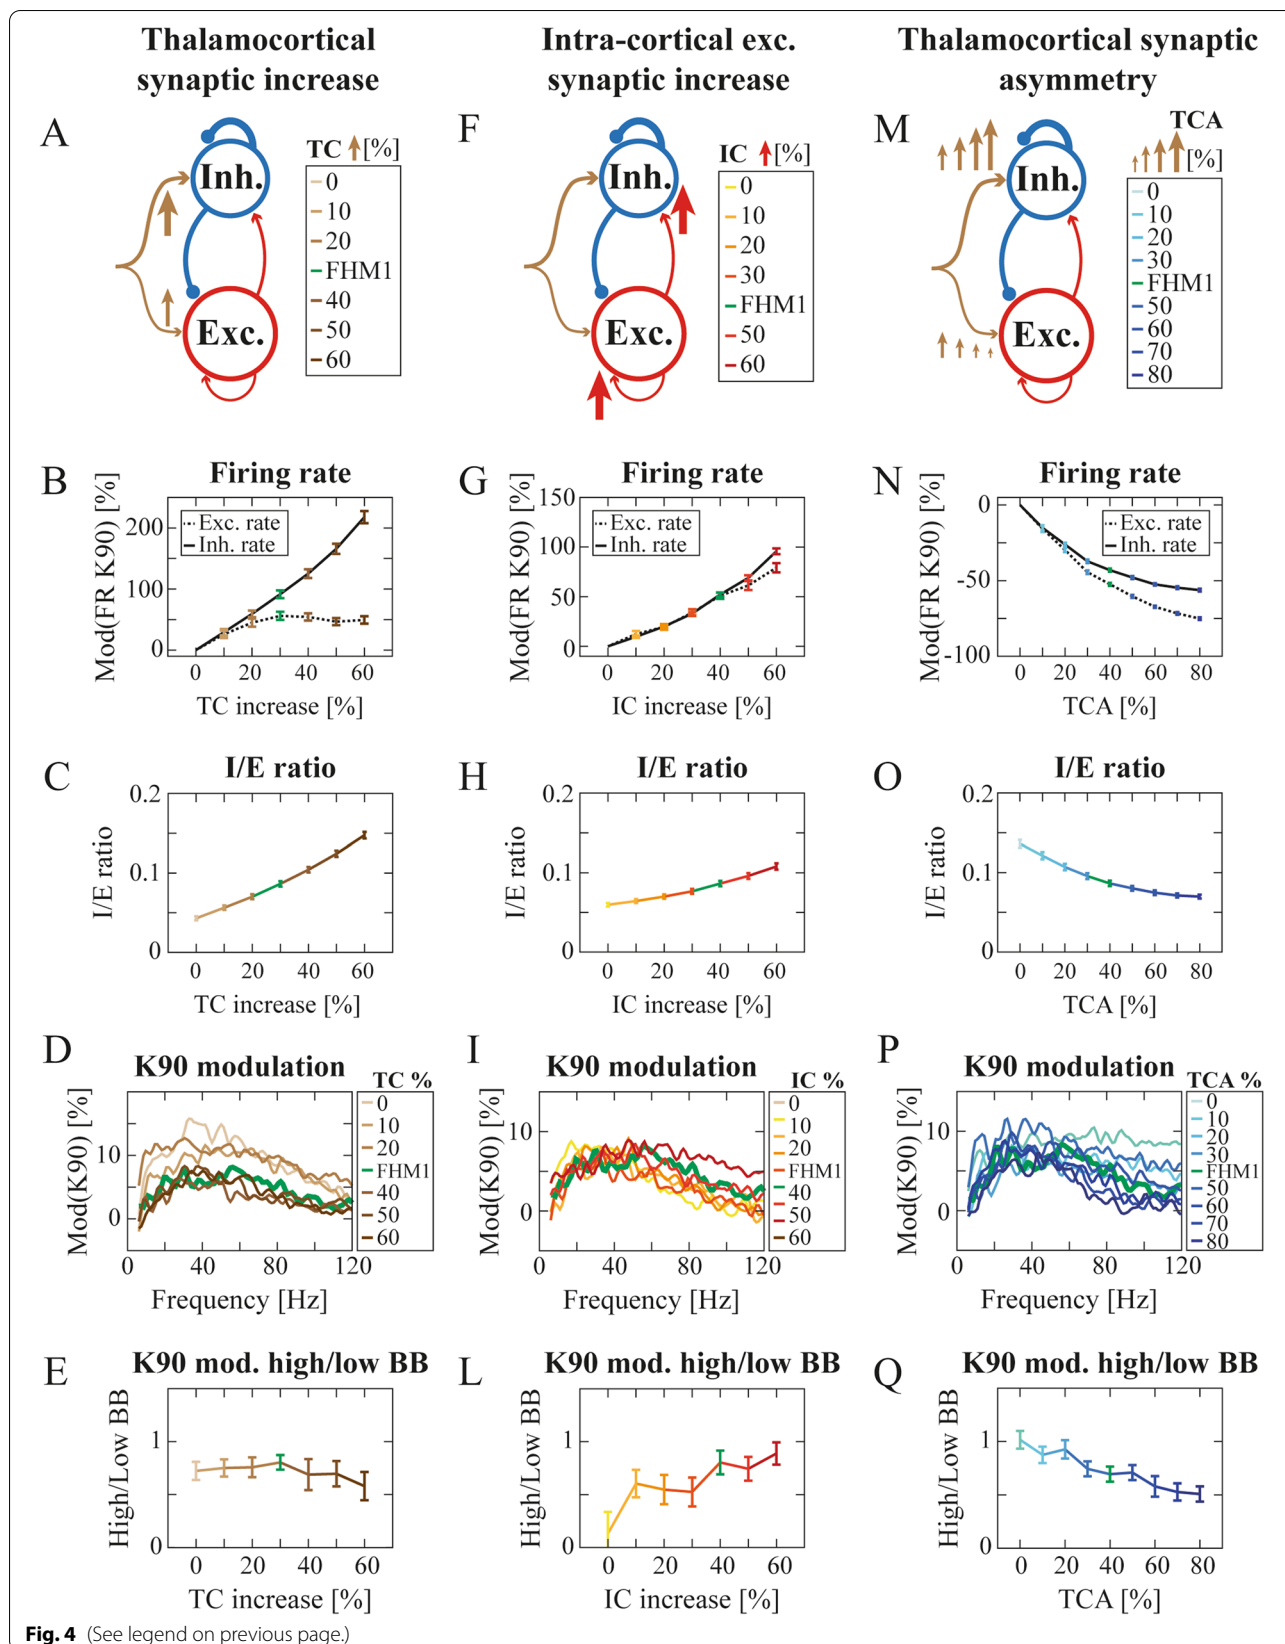 Thalamocortical
synaptic increase
Intra-cortical exc.
synaptic increase
Thalamocortical synaptic
asymmetry
A
Inh.
Exc.
TC [%]
0
10
20
FHM1
40
50
60
F
Inh.
Exc.
IC [%]
0
10
20
30
FHM1
50
60
M
Inh.
Exc.
TCA
[%]
0
10
20
30
FHM1
50
60
70
80
B
Firing rate
Mod(FR K90) [%]
200
100
0
Exc. rate
Inh. rate
0 20 40 60
TC increase [%]
G
Firing rate
Mod(FR K90) [%]
150
100
50
0
Exc. rate
Inh. rate
0 20 40 60
IC increase [%]
N
Firing rate
Mod(FR K90) [%]
0
-50
-100
Exc. rate
Inh. rate
0 20 40 60 80
TCA [%]
C
I/E ratio
I/E ratio
0.2
0.1
0
0 20 40 60
TC increase [%]
H
I/E ratio
I/E ratio
0.2
0.1
0
0 20 40 60
IC increase [%]
O
I/E ratio
I/E ratio
0.2
0.1
0
0 20 40 60 80
TCA [%]
D
K90 modulation
Mod(K90) [%]
10
0
0 40 80 120
Frequency [Hz]
TC %
0
10
20
FHM1
40
50
60
I
K90 modulation
Mod(K90) [%]
10
0
0 40 80 120
Frequency [Hz]
IC %
0
10
20
FHM1
40
50
60
P
K90 modulation
Mod(K90) [%]
10
0
0 40 80 120
Frequency [Hz]
TCA %
0
10
20
30
FHM1
50
60
70
80
E
K90 mod. high/low BB
High/Low BB
1
0
0 20 40 60
TC increase [%]
L
K90 mod. high/low BB
High/Low BB
1
0
0 20 40 60
IC increase [%]
Q
K90 mod. high/low BB
High/Low BB
1
0
0 20 40 60 80
TCA [%]
Fig. 4 (See legend on previous page.)